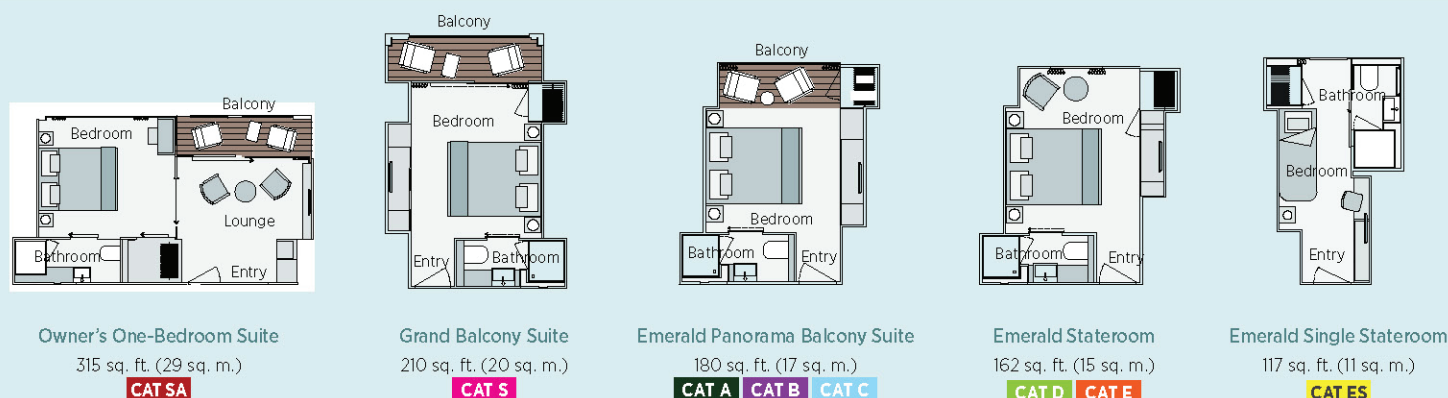 Balcony
Bedroom
Lounge
Bathroom
Entry
Owner's One-Bedroom Suite
315 sq. ft. (29 sq. m.)
CAT SA
Balcony
Bedroom
Entry
Bathroom
Grand Balcony Suite
210 sq. ft. (20 sq. m.)
CAT S
Balcony
Bedroom
Bathroom
Entry
Emerald Panorama Balcony Suite
180 sq. ft. (17 sq. m.)
CAT A CAT B CAT C
Bedroom
Bathroom
Entry
Emerald Stateroom
162 sq. ft. (15 sq. m.)
CAT D CAT E
Bathroom
Bedroom
Entry
Emerald Single Stateroom
117 sq. ft. (11 sq. m.)
CAT ES